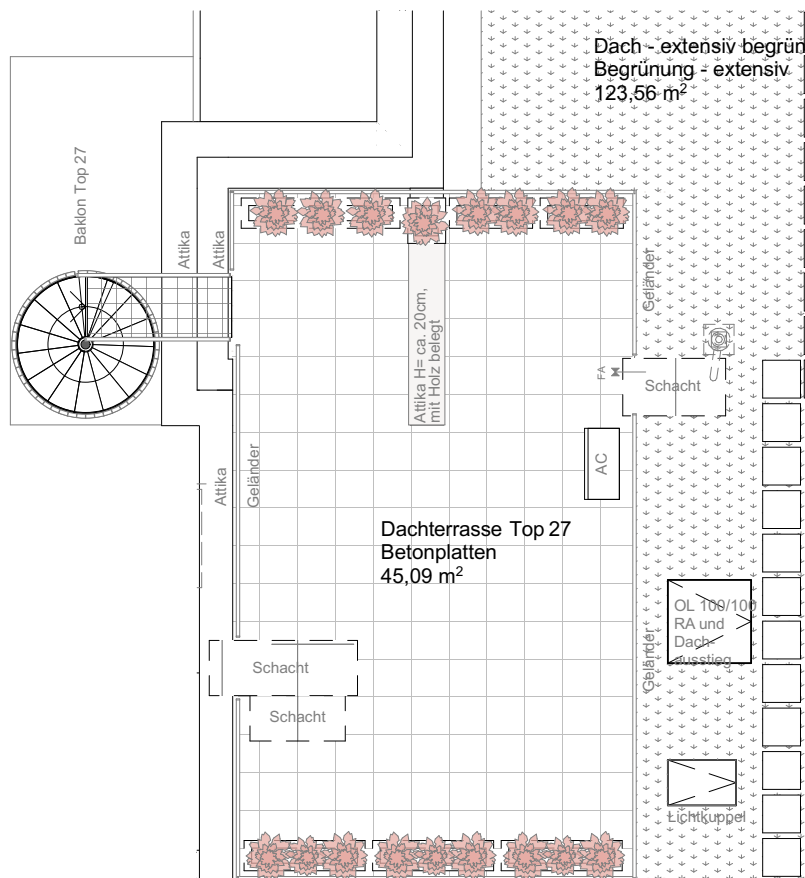 Dach - extensiv begrün
Begrünung - extensiv
123,56 m²
Baklon Top 27
Attika
Attika
Geländer
Attika H= ca. 20cm,
mit Holz belegt
FA
Schacht
AC
Attika
Geländer
Dachterrasse Top 27
Betonplatten
45,09 m²
OL 100/100
RA und
Dach-
ausstieg
Geländer
Schacht
Schacht
Lichtkuppel